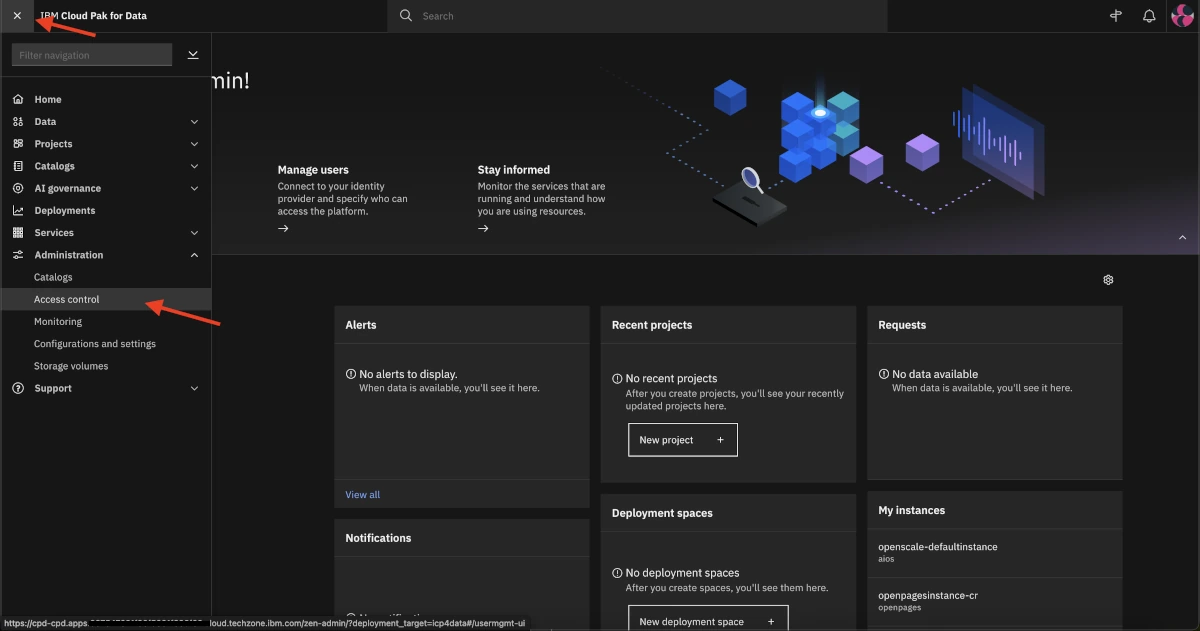 IBM Cloud Pak for Data
Search
Filter navigation
Home
Data
Projects
Catalogs
AI governance
Deployments
Services
Administration
Catalogs
Access control
Monitoring
Configurations and settings
Storage volumes
Support
min!
Manage users
Connect to your identity
provider and specify who can
access the platform.
Stay informed
Monitor the services that are
running and understand how
you are using resources.
Alerts
No alerts to display.
When data is available, you'll see it here.
View all
Notifications
Recent projects
No recent projects
After you create projects, you'll see your recently
updated projects here.
New project +
Deployment spaces
No deployment spaces
After you create spaces, you'll see them here.
New deployment space +
Requests
No data available
When data is available, you'll see it here.
My instances
openscale-defaultinstance
aios
openpagesinstance-cr
openpages
https://cpd-cpd.apps. loud.techzone.ibm.com/zen-admin/?deployment_target=icp4data#/usermgmt-ui